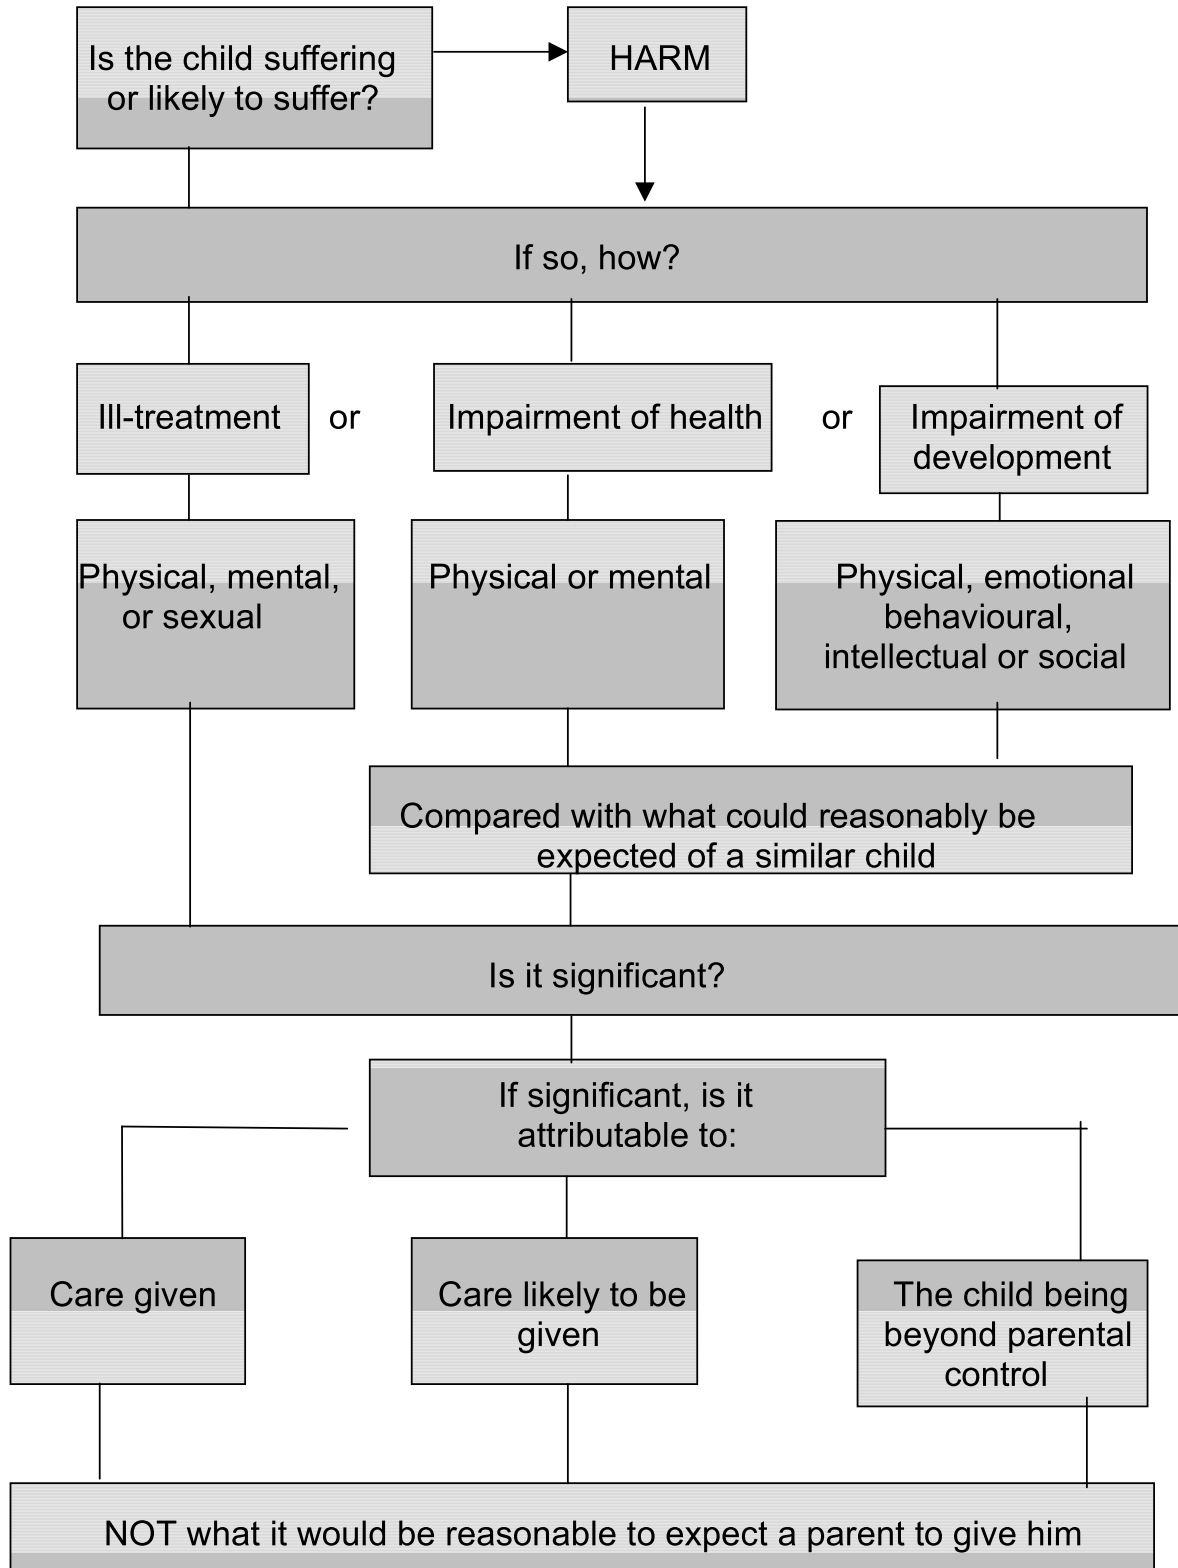 Is the child suffering
or likely to suffer?
HARM
If so, how?
Ill-treatment
or
Impairment of health
or
Impairment of
development
Physical, mental,
or sexual
Physical or mental
Physical, emotional
behavioural,
intellectual or social
Compared with what could reasonably be
expected of a similar child
Is it significant?
If significant, is it
attributable to:
Care given
Care likely to be
given
The child being
beyond parental
control
NOT what it would be reasonable to expect a parent to give him